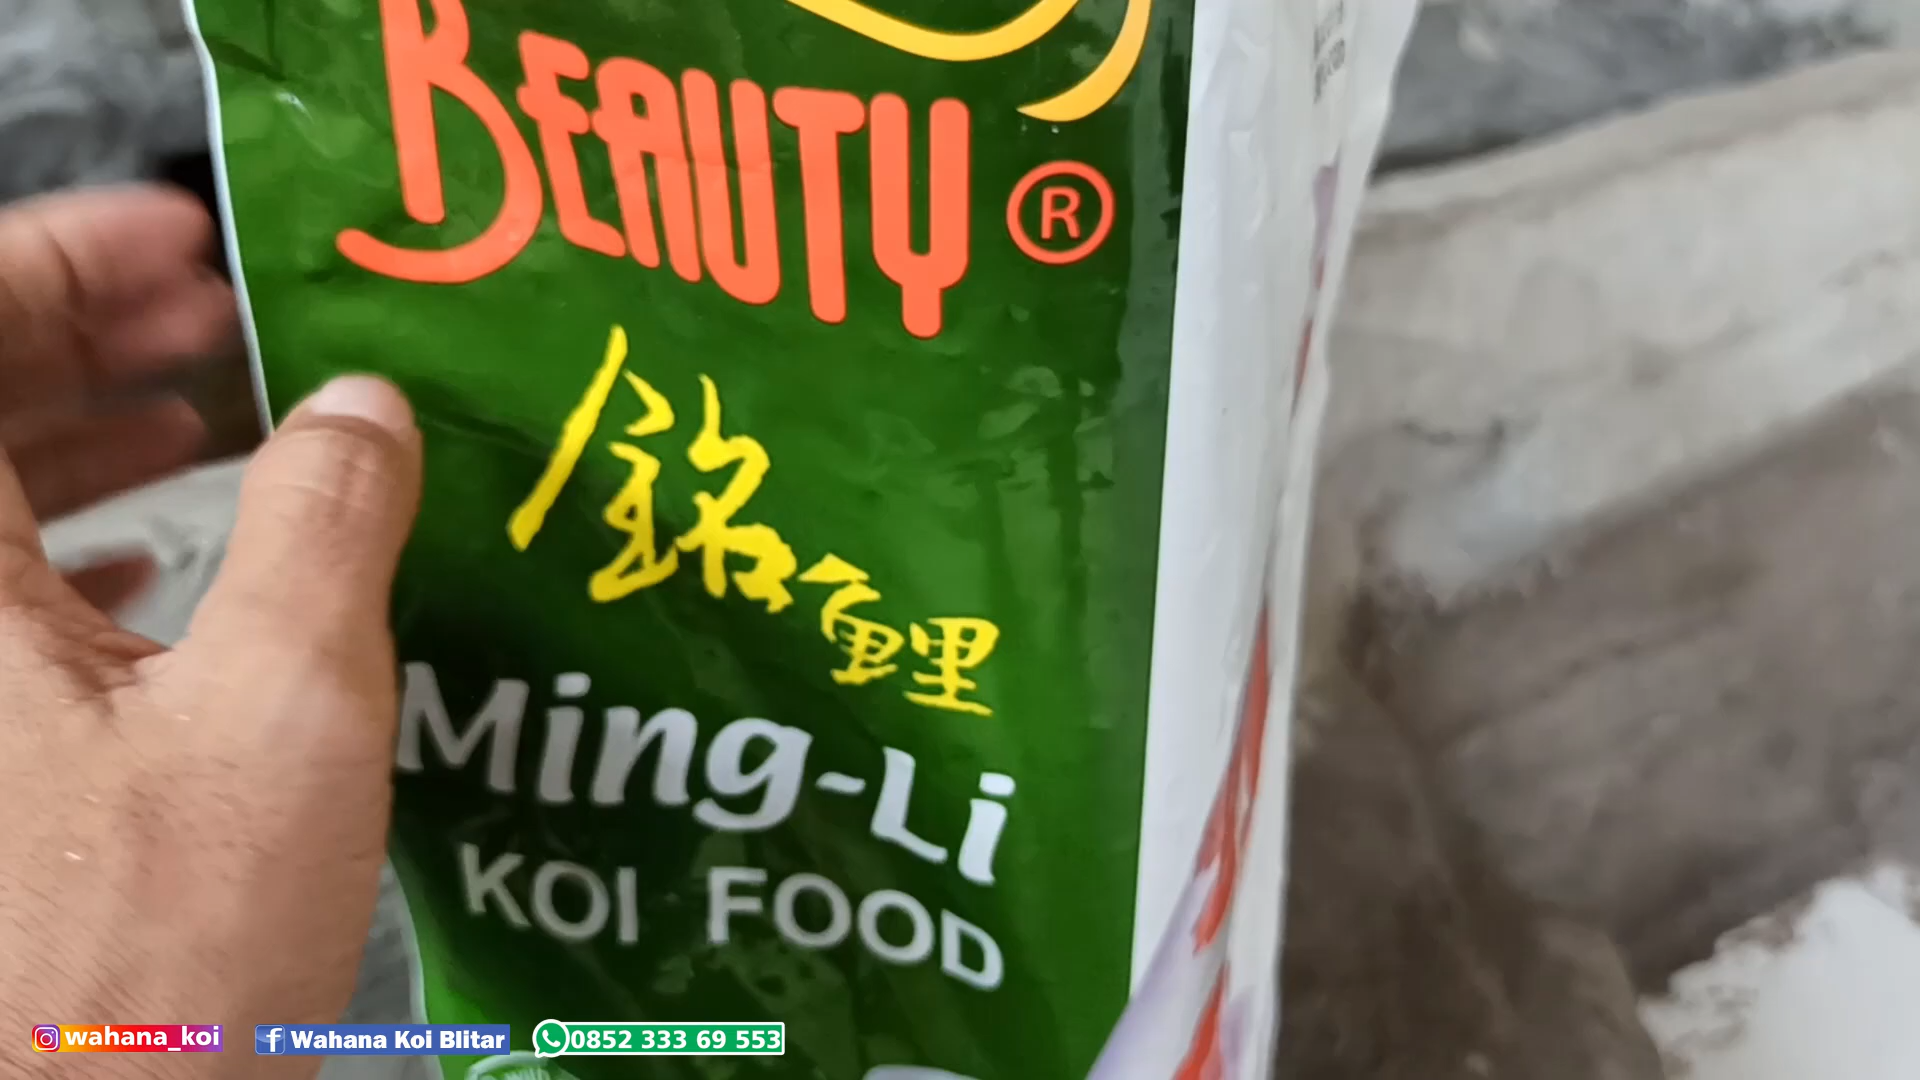 BEAUTY ®
銘鯉
Ming-Li
KOI FOOD
wahana_koi
Wahana Koi Blitar
0852 333 69 553